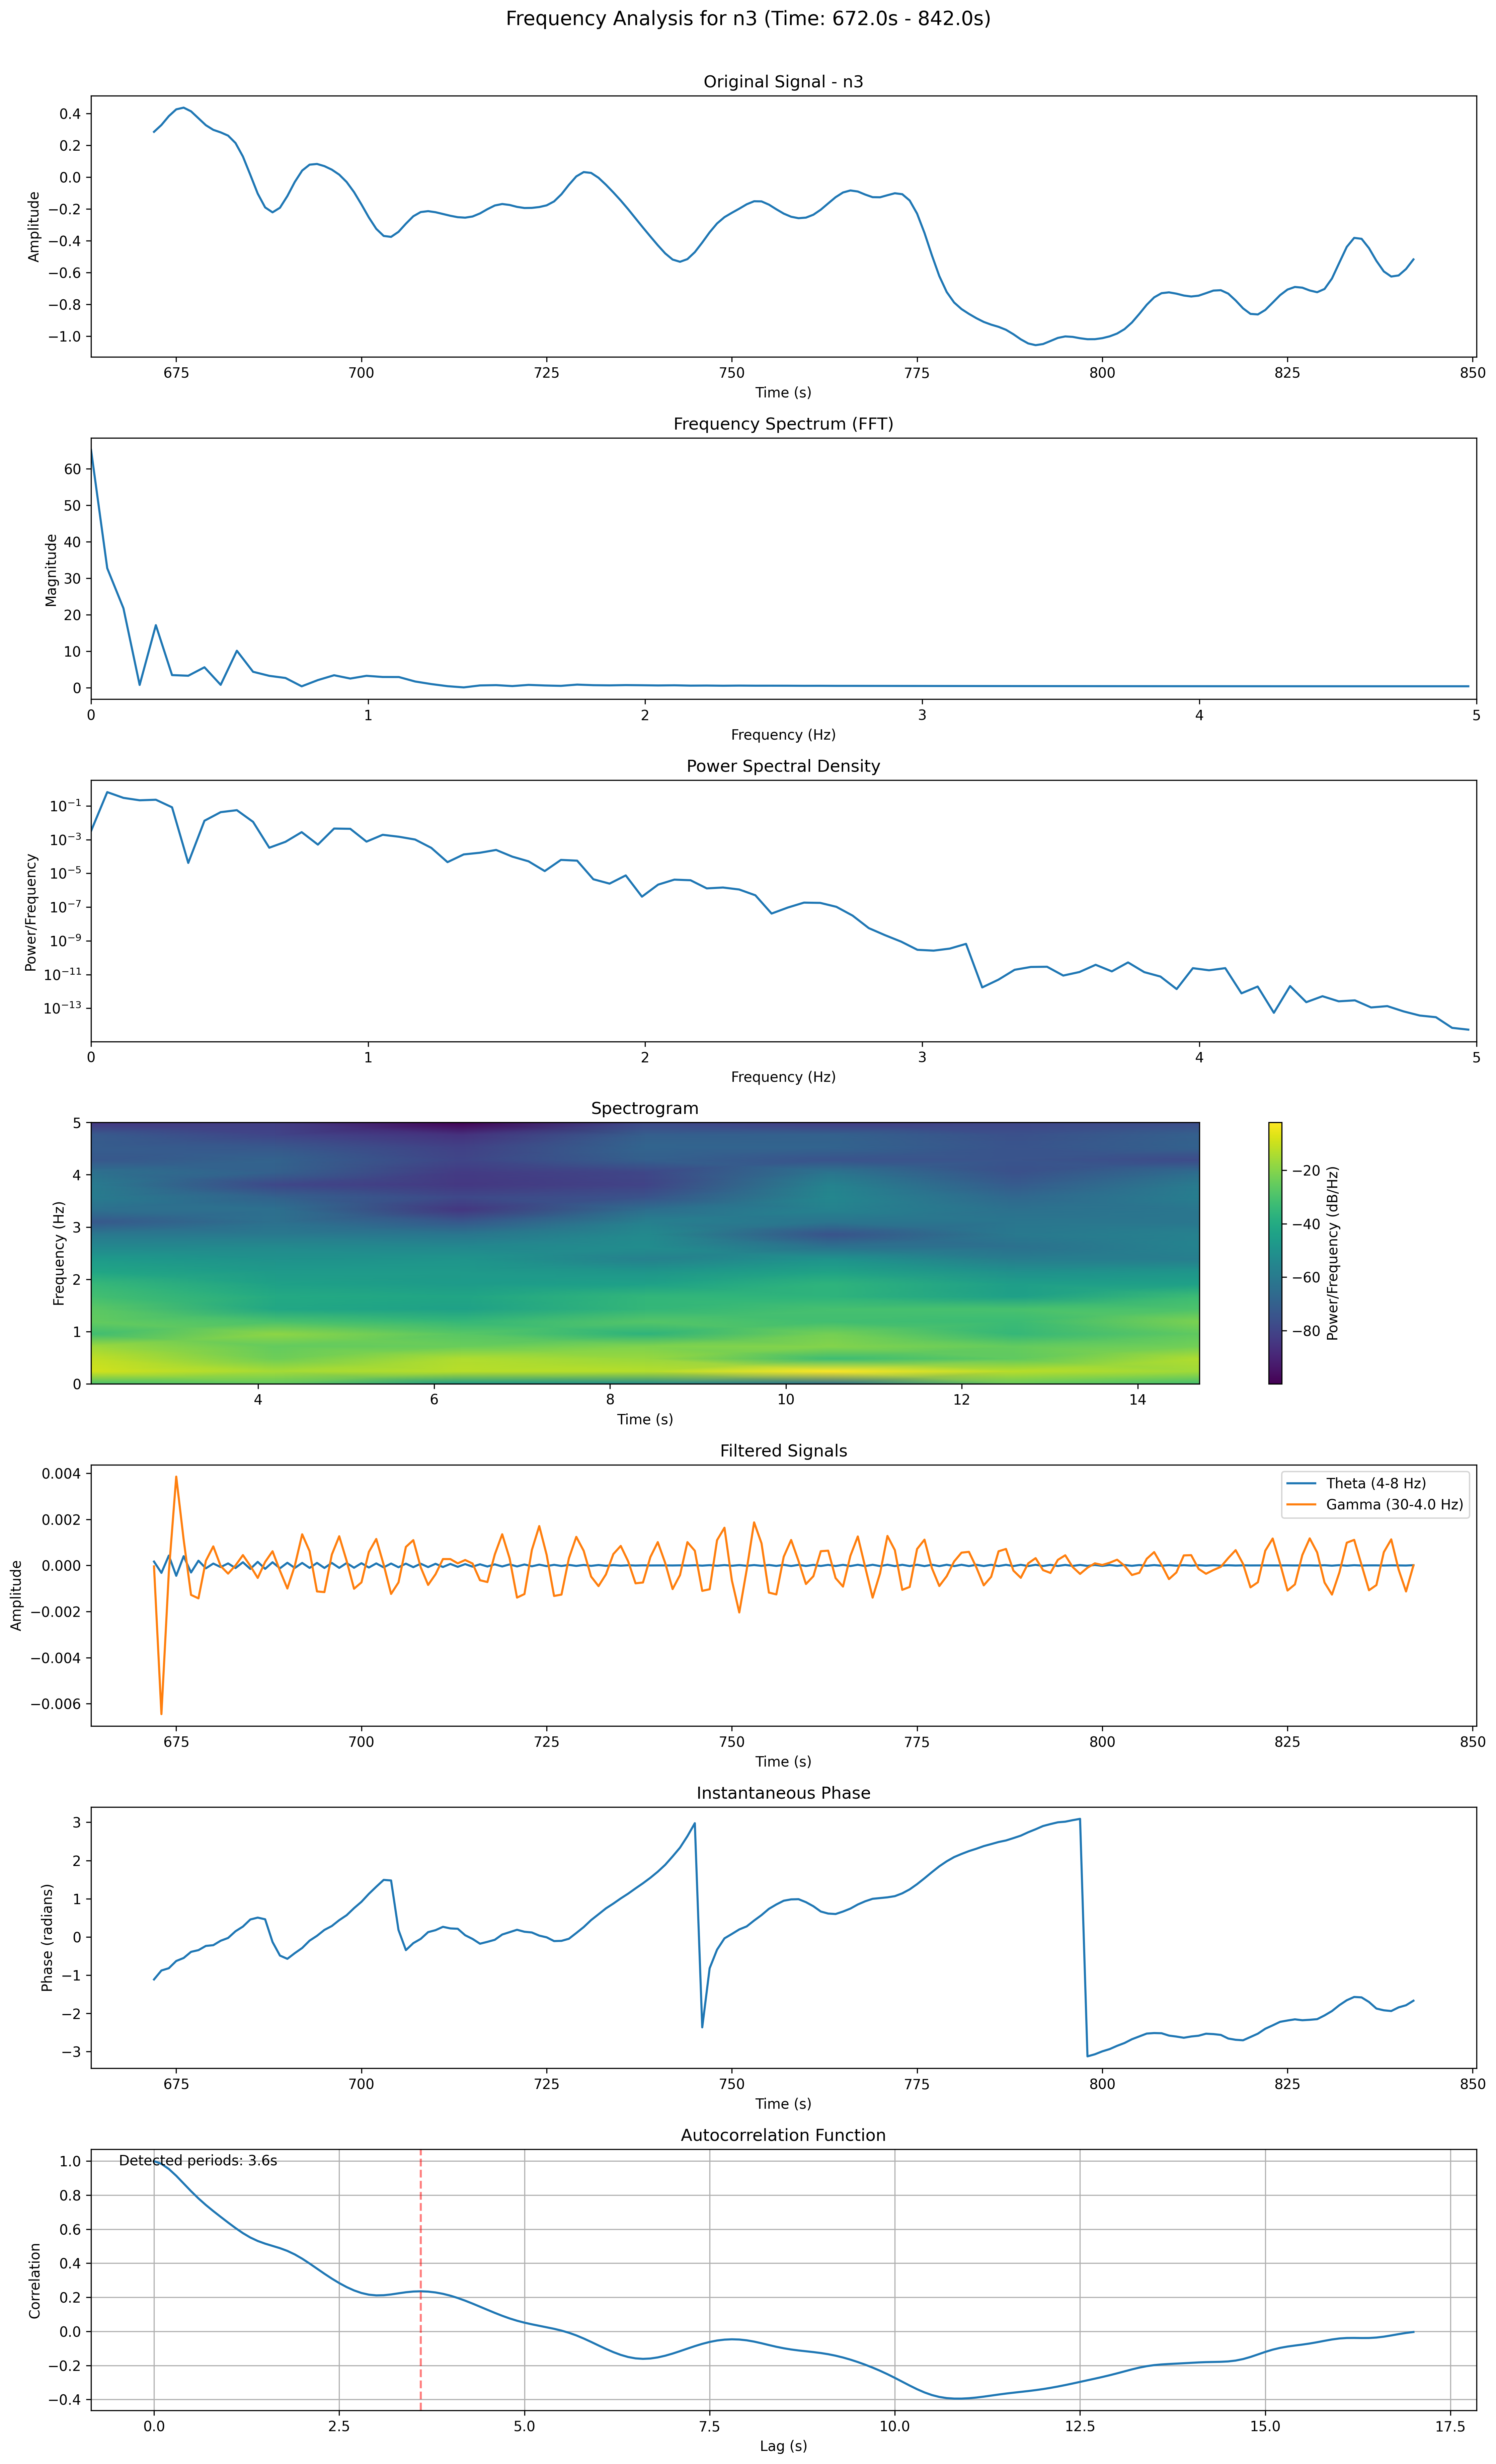 Frequency Analysis for n3 (Time: 672.0s - 842.0s)
Original Signal - n3
Amplitude
0.4
0.2
0.0
−0.2
−0.4
−0.6
−0.8
−1.0
675 700 725 750 775 800 825 850
Time (s)
Frequency Spectrum (FFT)
Magnitude
60
50
40
30
20
10
0
0 1 2 3 4 5
Frequency (Hz)
Power Spectral Density
Power/Frequency
10⁻¹
10⁻³
10⁻⁵
10⁻⁷
10⁻⁹
10⁻¹¹
10⁻¹³
0 1 2 3 4 5
Frequency (Hz)
Spectrogram
Frequency (Hz)
5
4
3
2
1
0
4 6 8 10 12 14
Time (s)
−20
−40
−60
−80
Power/Frequency (dB/Hz)
Filtered Signals
Amplitude
0.004
0.002
0.000
−0.002
−0.004
−0.006
Theta (4-8 Hz)
Gamma (30-4.0 Hz)
675 700 725 750 775 800 825 850
Time (s)
Instantaneous Phase
Phase (radians)
3
2
1
0
−1
−2
−3
675 700 725 750 775 800 825 850
Time (s)
Autocorrelation Function
Detected periods: 3.6s
Correlation
1.0
0.8
0.6
0.4
0.2
0.0
−0.2
−0.4
0.0 2.5 5.0 7.5 10.0 12.5 15.0 17.5
Lag (s)